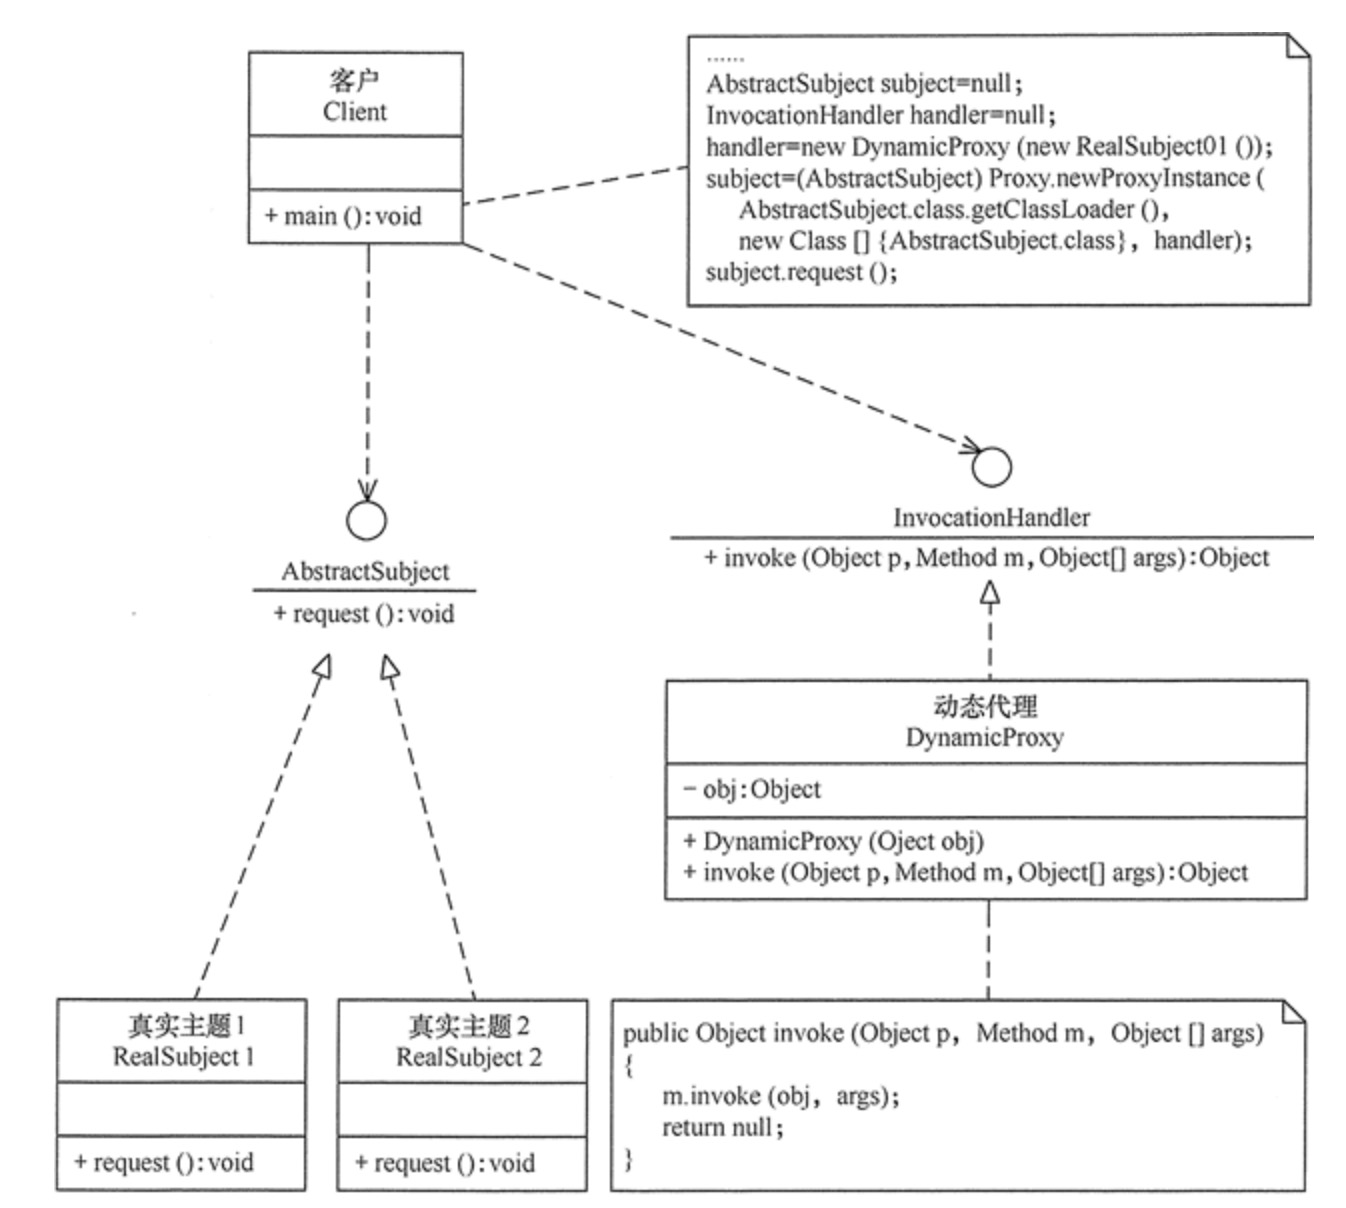 客户
Client
+ main ():void
……
AbstractSubject subject=null;
InvocationHandler handler=null;
handler=new DynamicProxy (new RealSubject01 ());
subject=(AbstractSubject) Proxy.newProxyInstance (
AbstractSubject.class.getClassLoader (),
new Class [] {AbstractSubject.class}, handler);
subject.request ();
AbstractSubject
+ request ():void
InvocationHandler
+ invoke (Object p,Method m,Object[] args):Object
动态代理
DynamicProxy
- obj:Object
+ DynamicProxy (Oject obj)
+ invoke (Object p,Method m,Object[] args):Object
真实主题1
RealSubject 1
+ request ():void
真实主题2
RealSubject 2
+ request ():void
public Object invoke (Object p, Method m, Object [] args)
{
m.invoke (obj, args);
return null;
}